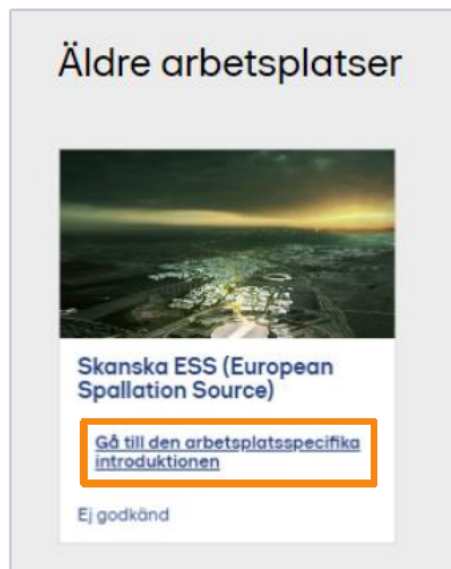 Äldre arbetsplatser
Skanska ESS (European
Spallation Source)
Gå till den arbetsplatsspecifika
introduktionen
Ej godkänd